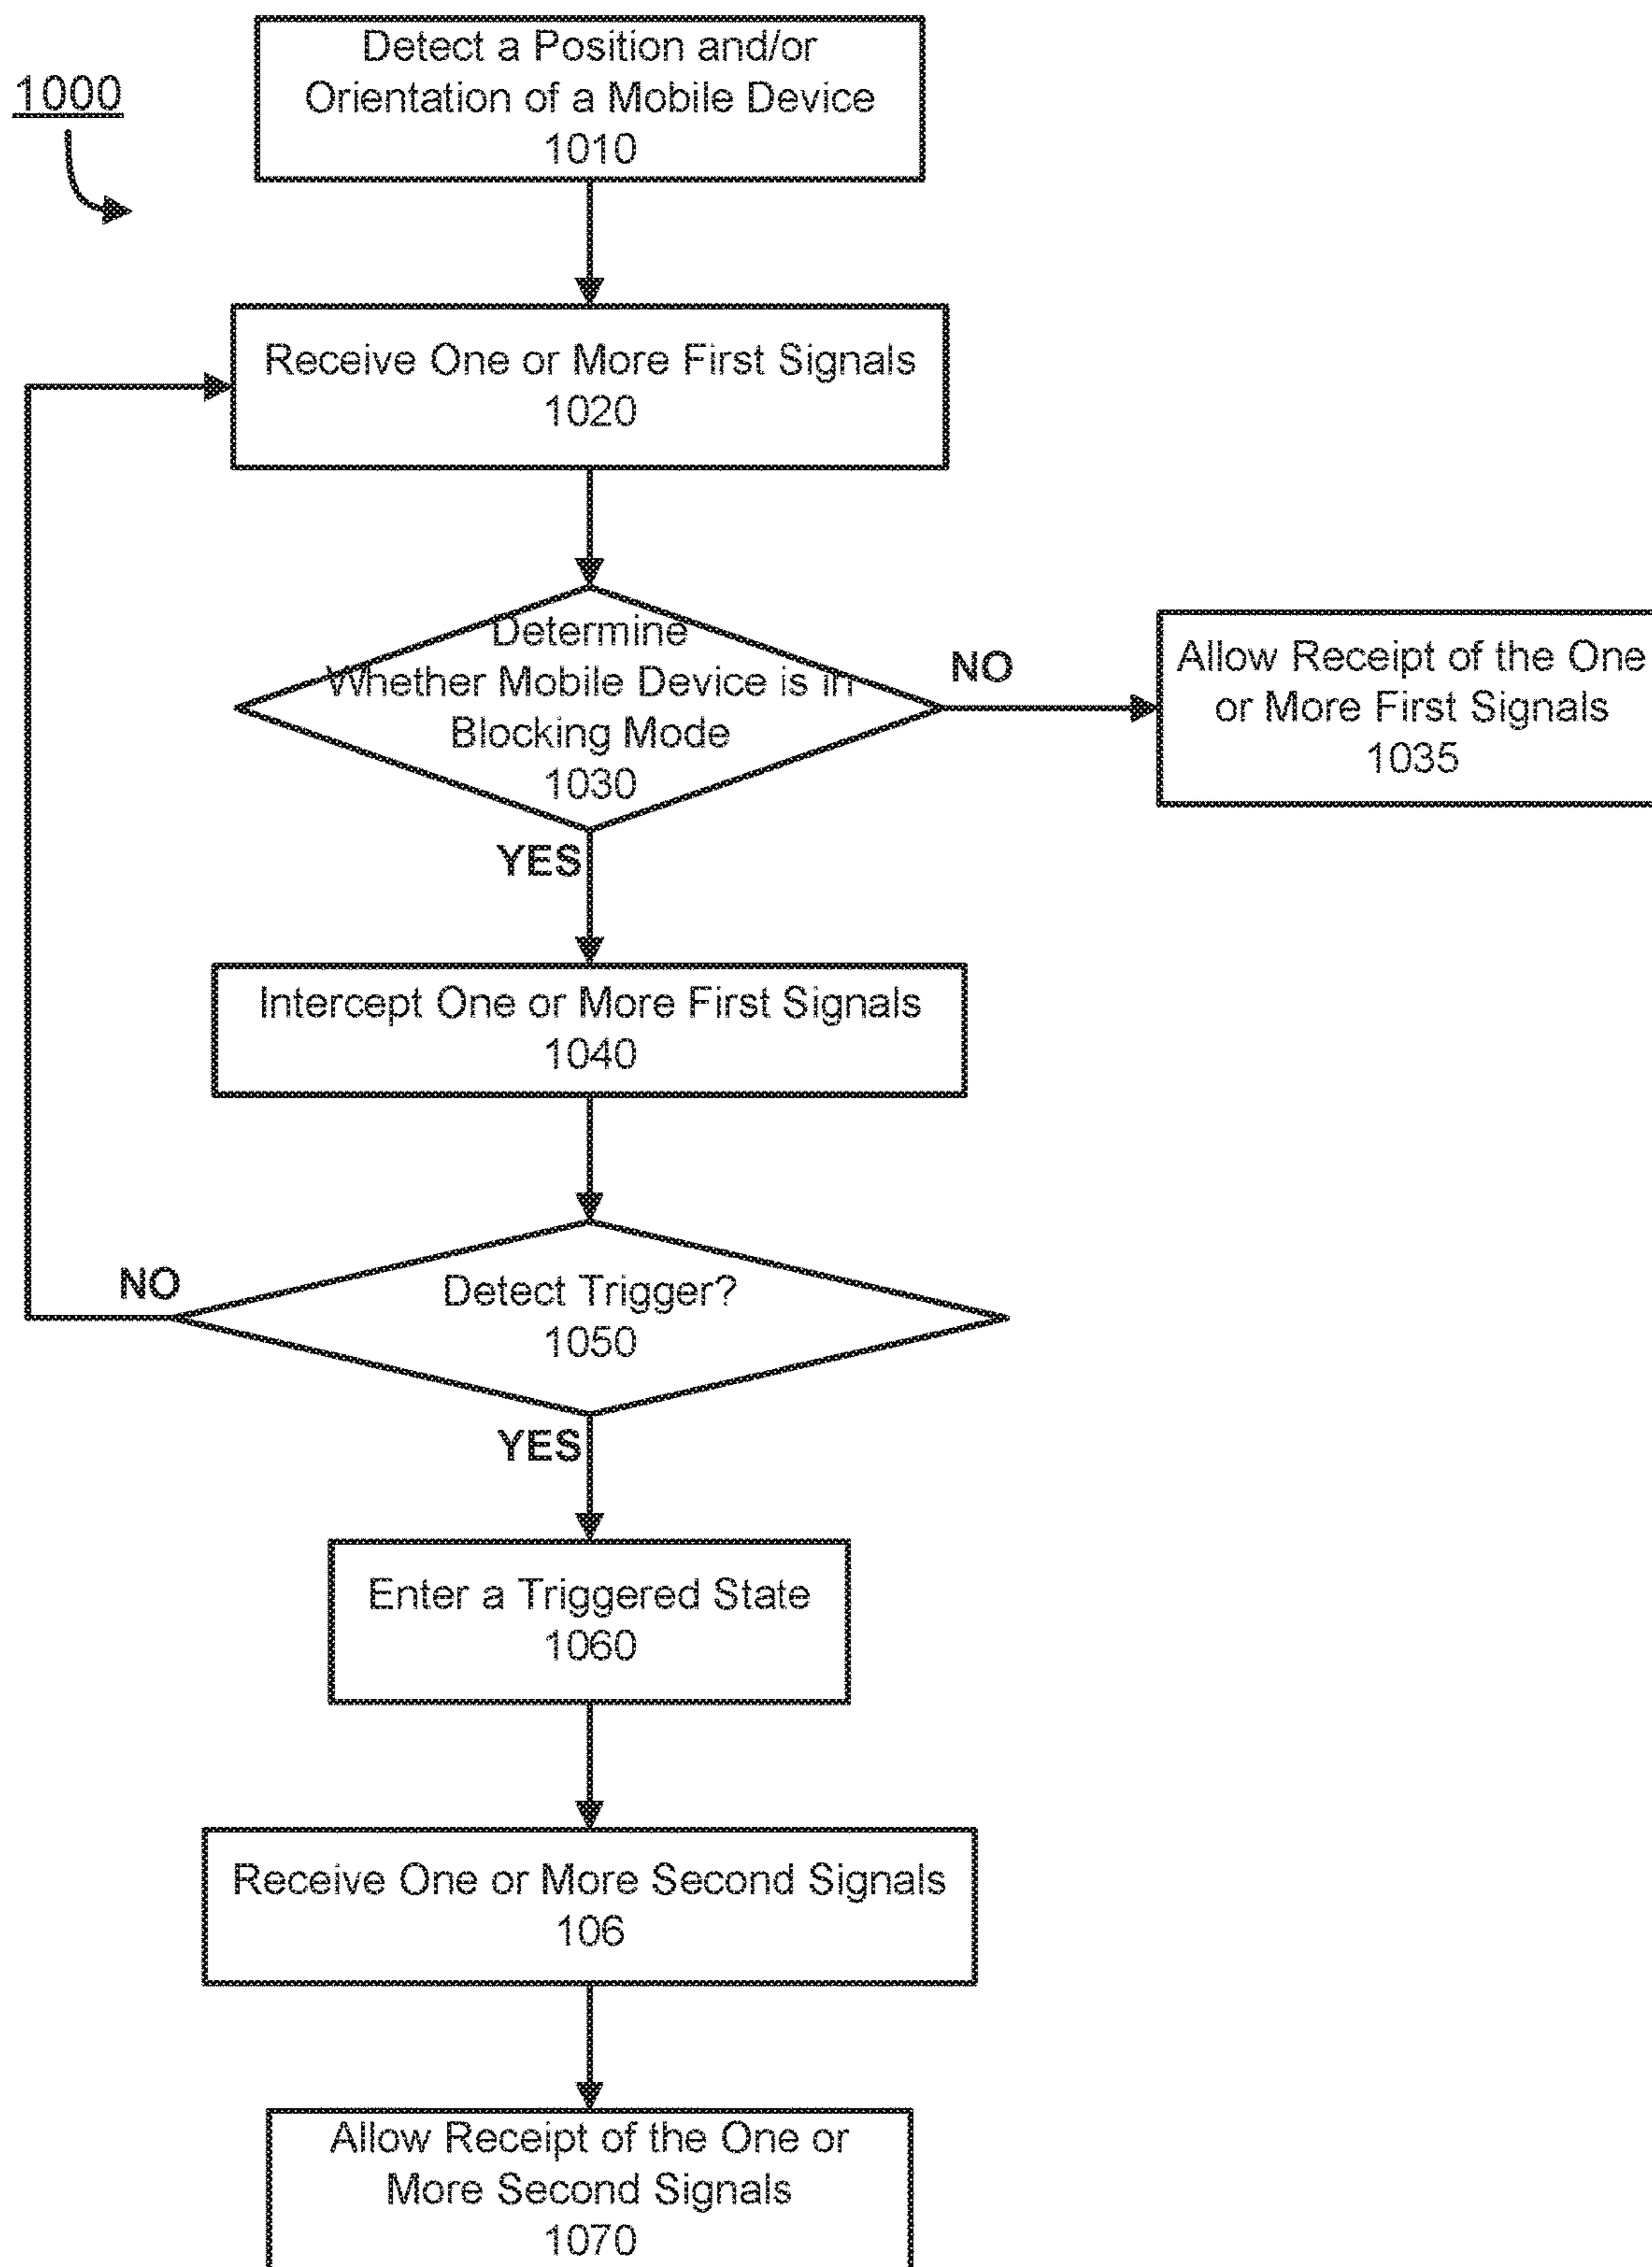 1000
Detect a Position and/or
Orientation of a Mobile Device
1010
Receive One or More First Signals
1020
Determine
Whether Mobile Device is in
Blocking Mode
1030
NO
Allow Receipt of the One
or More First Signals
1035
YES
Intercept One or More First Signals
1040
NO
Detect Trigger?
1050
YES
Enter a Triggered State
1060
Receive One or More Second Signals
106
Allow Receipt of the One or
More Second Signals
1070